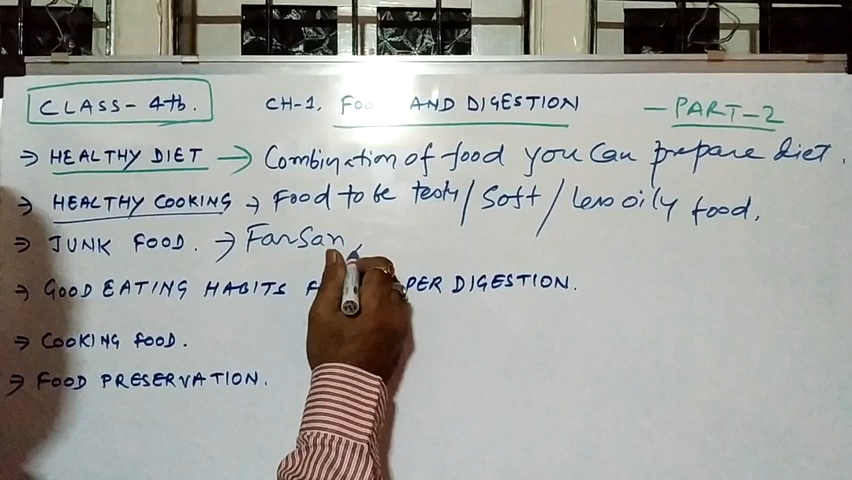 CLASS-4th. CH-1. FOOD AND DIGESTION - PART-2
⇒ HEALTHY DIET → Combination of food you can prepare diet.
⇒ HEALTHY COOKING → Food to be testy/Soft/Less oily food.
⇒ JUNK FOOD. → Farsan,
⇒ GOOD EATING HABITS PER DIGESTION.
⇒ COOKING FOOD.
⇒ FOOD PRESERVATION.